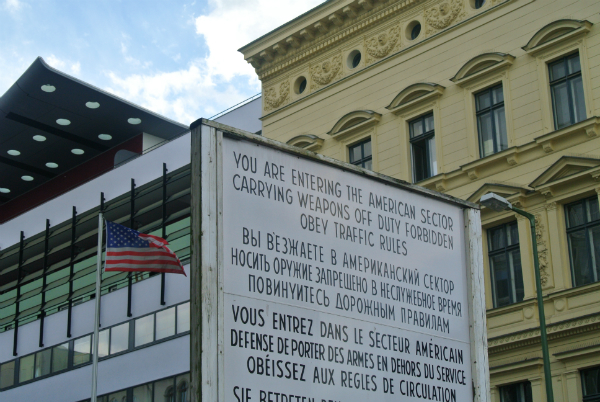 YOU ARE ENTERING THE AMERICAN SECTOR
CARRYING WEAPONS OFF DUTY FORBIDDEN
OBEY TRAFFIC RULES
ВЫ ВЪЕЗЖАЕТЕ В АМЕРИКАНСКИЙ СЕКТОР
НОСИТЬ ОРУЖИЕ ЗАПРЕЩЕНО В НЕСЛУЖЕБНОЕ ВРЕМЯ
ПОВИНУЙТЕСЬ ДОРОЖНЫМ ПРАВИЛАМ
VOUS ENTREZ DANS LE SECTEUR AMÉRICAIN
DEFENSE DE PORTER DES ARMES EN DEHORS DU SERVICE
OBÉISSEZ AUX REGLES DE CIRCULATION
SIE BETRETEN